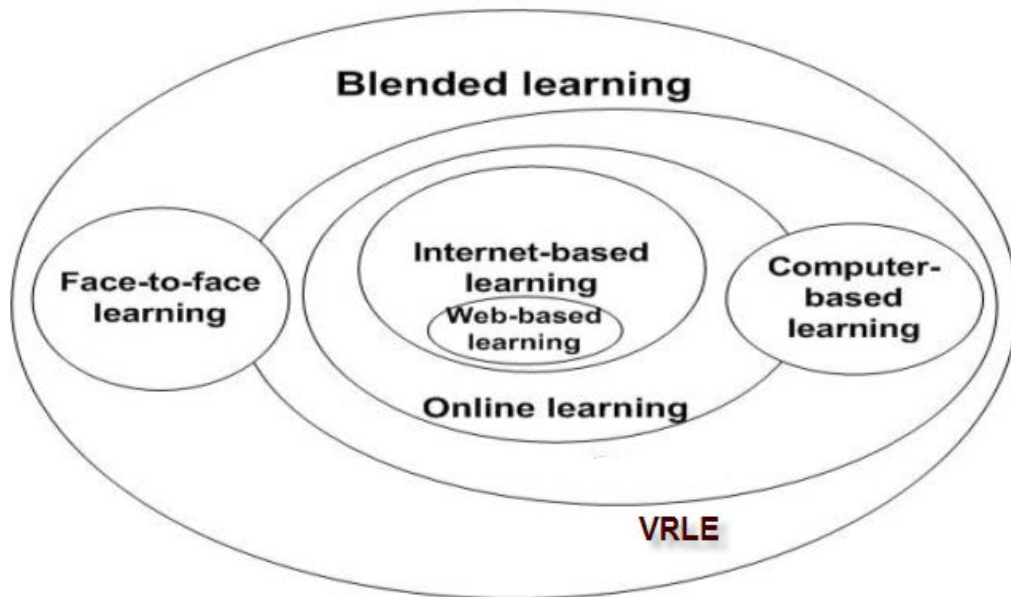 Blended learning
Face-to-face
learning
Internet-based
learning
Web-based
learning
Computer-
based
learning
Online learning
VRLE